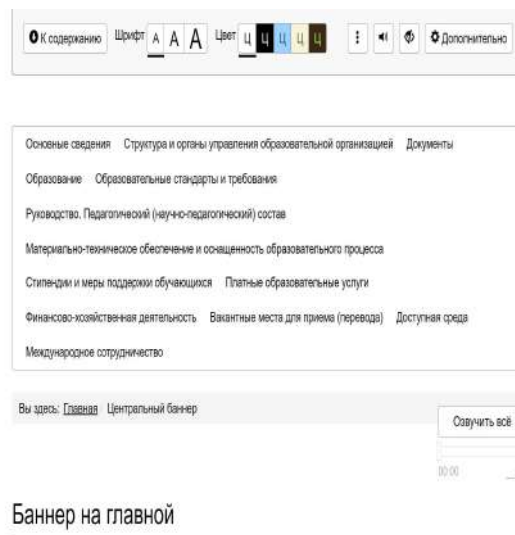 К содержанию Шрифт А А А Цвет Ц Ц Ц Ц Ц Дополнительно
Основные сведения Структура и органы управления образовательной организацией Документы
Образование Образовательные стандарты и требования
Руководство. Педагогический (научно-педагогический) состав
Материально-техническое обеспечение и оснащенность образовательного процесса
Стипендии и меры поддержки обучающихся Платные образовательные услуги
Финансово-хозяйственная деятельность Вакантные места для приема (перевода) Доступная среда
Международное сотрудничество
Вы здесь: Главная Центральный баннер
Озвучить всё
00:00
Баннер на главной